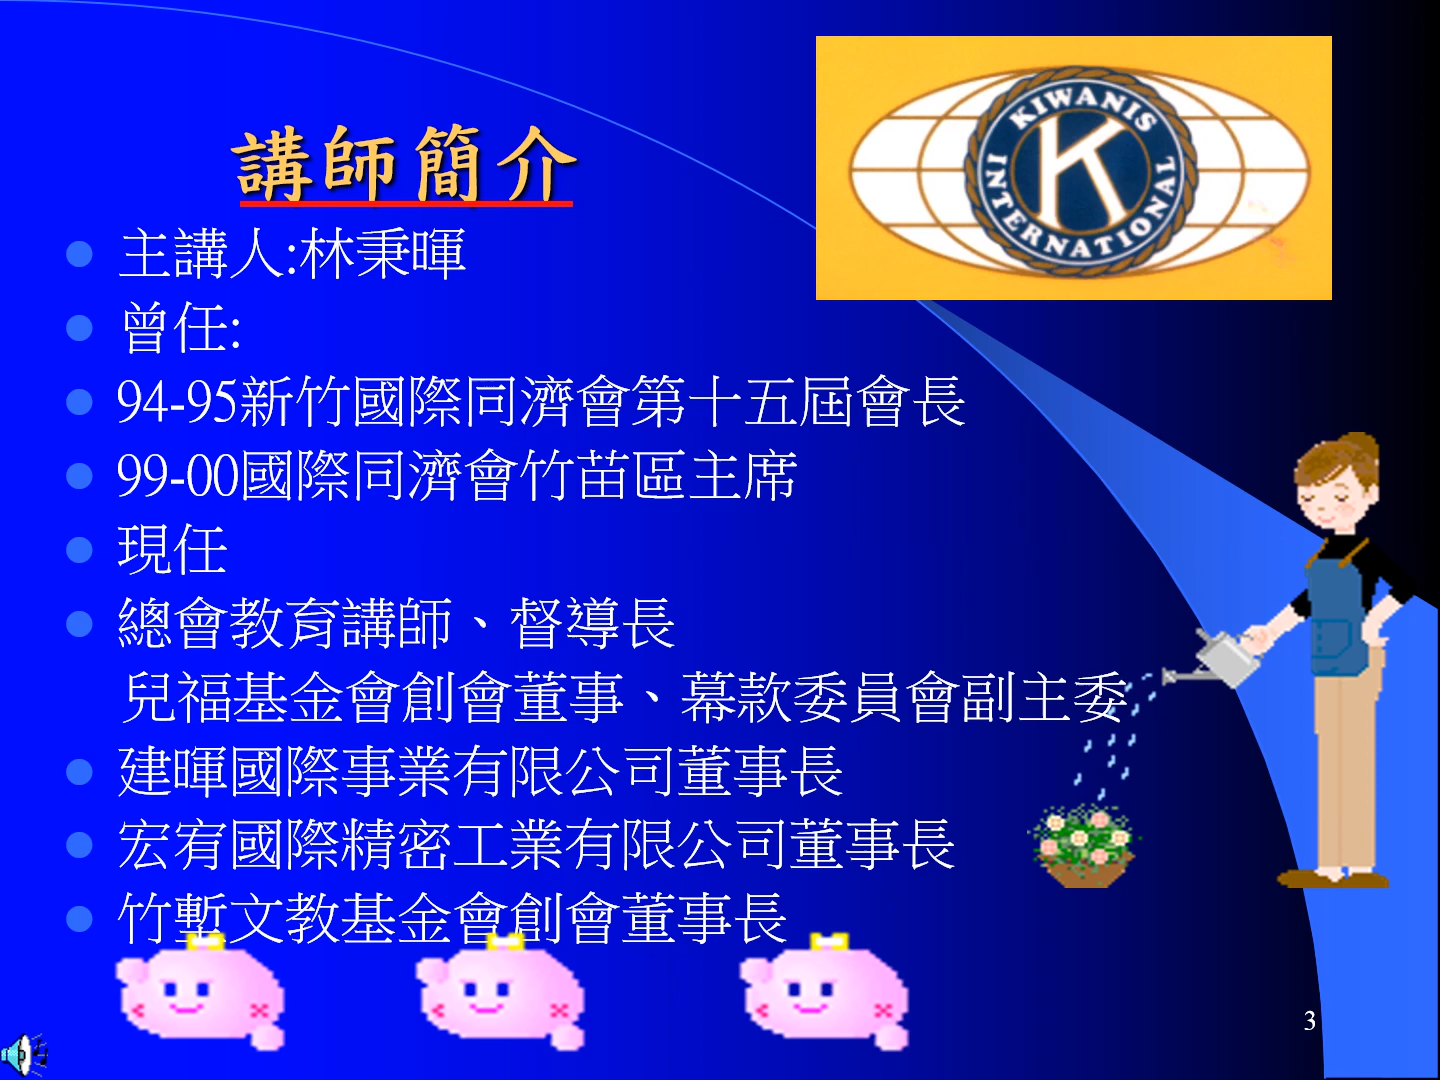 講師簡介
KIWANIS
K
INTERNATIONAL
主講人:林秉暉
曾任:
94-95新竹國際同濟會第十五屆會長
99-00國際同濟會竹苗區主席
現任
總會教育講師、督導長
兒福基金會創會董事、幕款委員會副主委
建暉國際事業有限公司董事長
宏宥國際精密工業有限公司董事長
竹塹文教基金會創會董事長
3